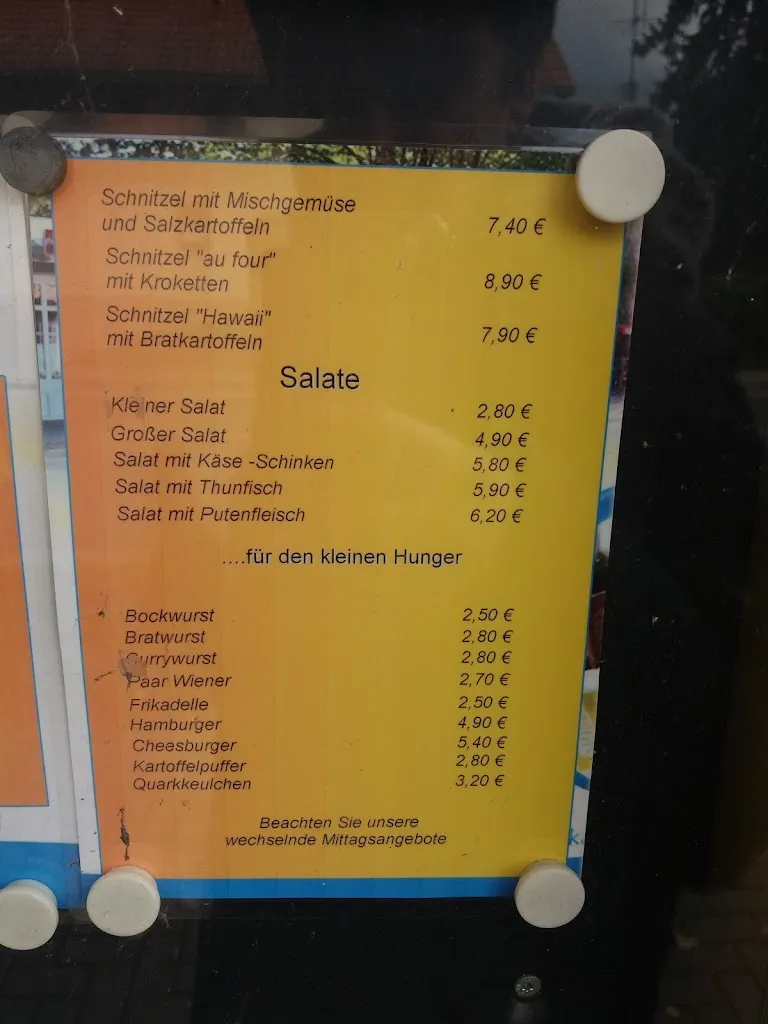 Schnitzel mit Mischgemüse
und Salzkartoffeln 7,40 €
Schnitzel "au four"
mit Kroketten 8,90 €
Schnitzel "Hawaii"
mit Bratkartoffeln 7,90 €
Salate
Kleiner Salat 2,80 €
Großer Salat 4,90 €
Salat mit Käse -Schinken 5,80 €
Salat mit Thunfisch 5,90 €
Salat mit Putenfleisch 6,20 €
....für den kleinen Hunger
Bockwurst 2,50 €
Bratwurst 2,80 €
Currywurst 2,80 €
Paar Wiener 2,70 €
Frikadelle 2,50 €
Hamburger 4,90 €
Cheesburger 5,40 €
Kartoffelpuffer 2,80 €
Quarkkeulchen 3,20 €
Beachten Sie unsere
wechselnde Mittagsangebote